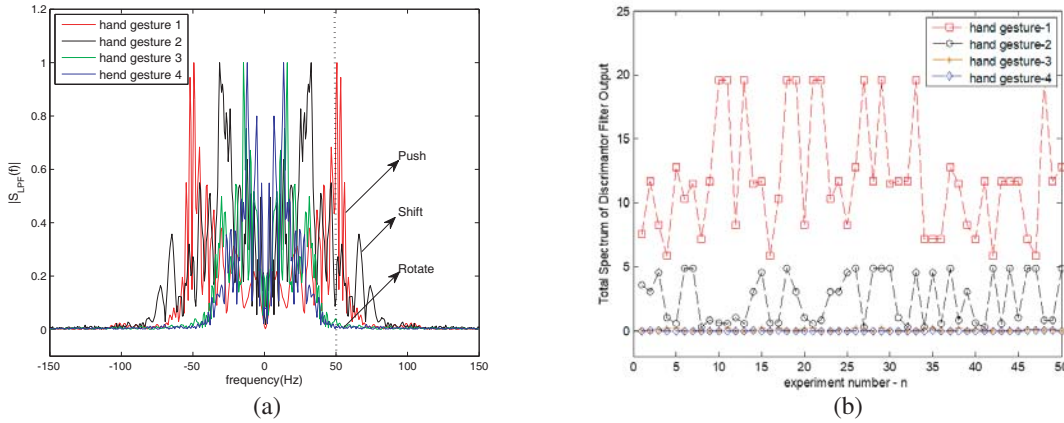 1.2
1
0.8
0.6
0.4
0.2
0
|S_LPF(f)|
hand gesture 1
hand gesture 2
hand gesture 3
hend gesture 4
Push
Shift
Rotate
-150 -100 -50 0 50 100 150
frequency(Hz)
(a)
25
20
15
10
5
0
Total Spectrum of Discrimantor Filter Output
hand gesture-1
hand gesture-2
hand gesture-3
hand gesture-4
0 5 10 15 20 25 30 35 40 45 50
experiment number - n
(b)